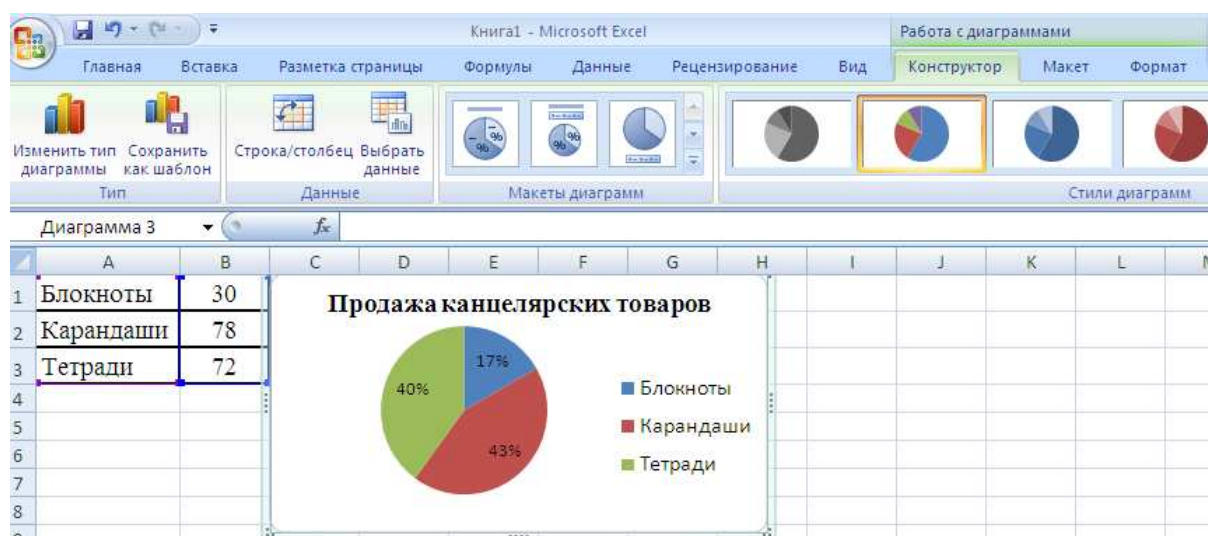 Книга1 - Microsoft Excel
Работа с диаграммами
Главная Вставка Разметка страницы Формулы Данные Рецензирование Вид Конструктор Макет Формат
Изменить тип диаграммы
Сохранить как шаблон
Строка/столбец
Выбрать данные
Тип
Данные
Макеты диаграмм
Стили диаграмм
Диаграмма 3
fx
A B C D E F G H I J K L
1 Блокноты 30
2 Карандаши 78
3 Тетради 72
4
5
6
7
8
Продажа канцелярских товаров
17%
40%
43%
Блокноты
Карандаши
Тетради